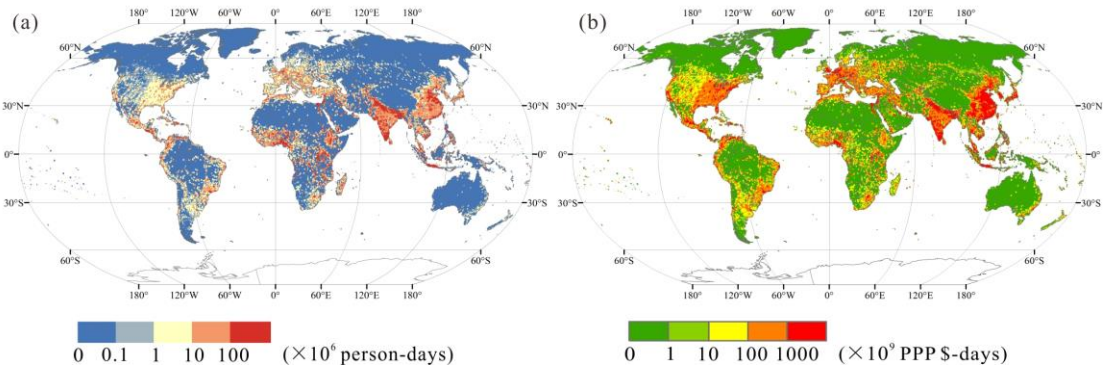 (a)
180° 120°W 60°W 0° 60°E 120°E 180°
60°N 60°N
30°N 30°N
0° 0°
30°S 30°S
60°S 60°S
180° 120°W 60°W 0° 60°E 120°E 180°
0 0.1 1 10 100 (×10⁶ person-days)
(b)
180° 120°W 60°W 0° 60°E 120°E 180°
60°N 60°N
30°N 30°N
0° 0°
30°S 30°S
60°S 60°S
180° 120°W 60°W 0° 60°E 120°E 180°
0 1 10 100 1000 (×10⁹ PPP $-days)